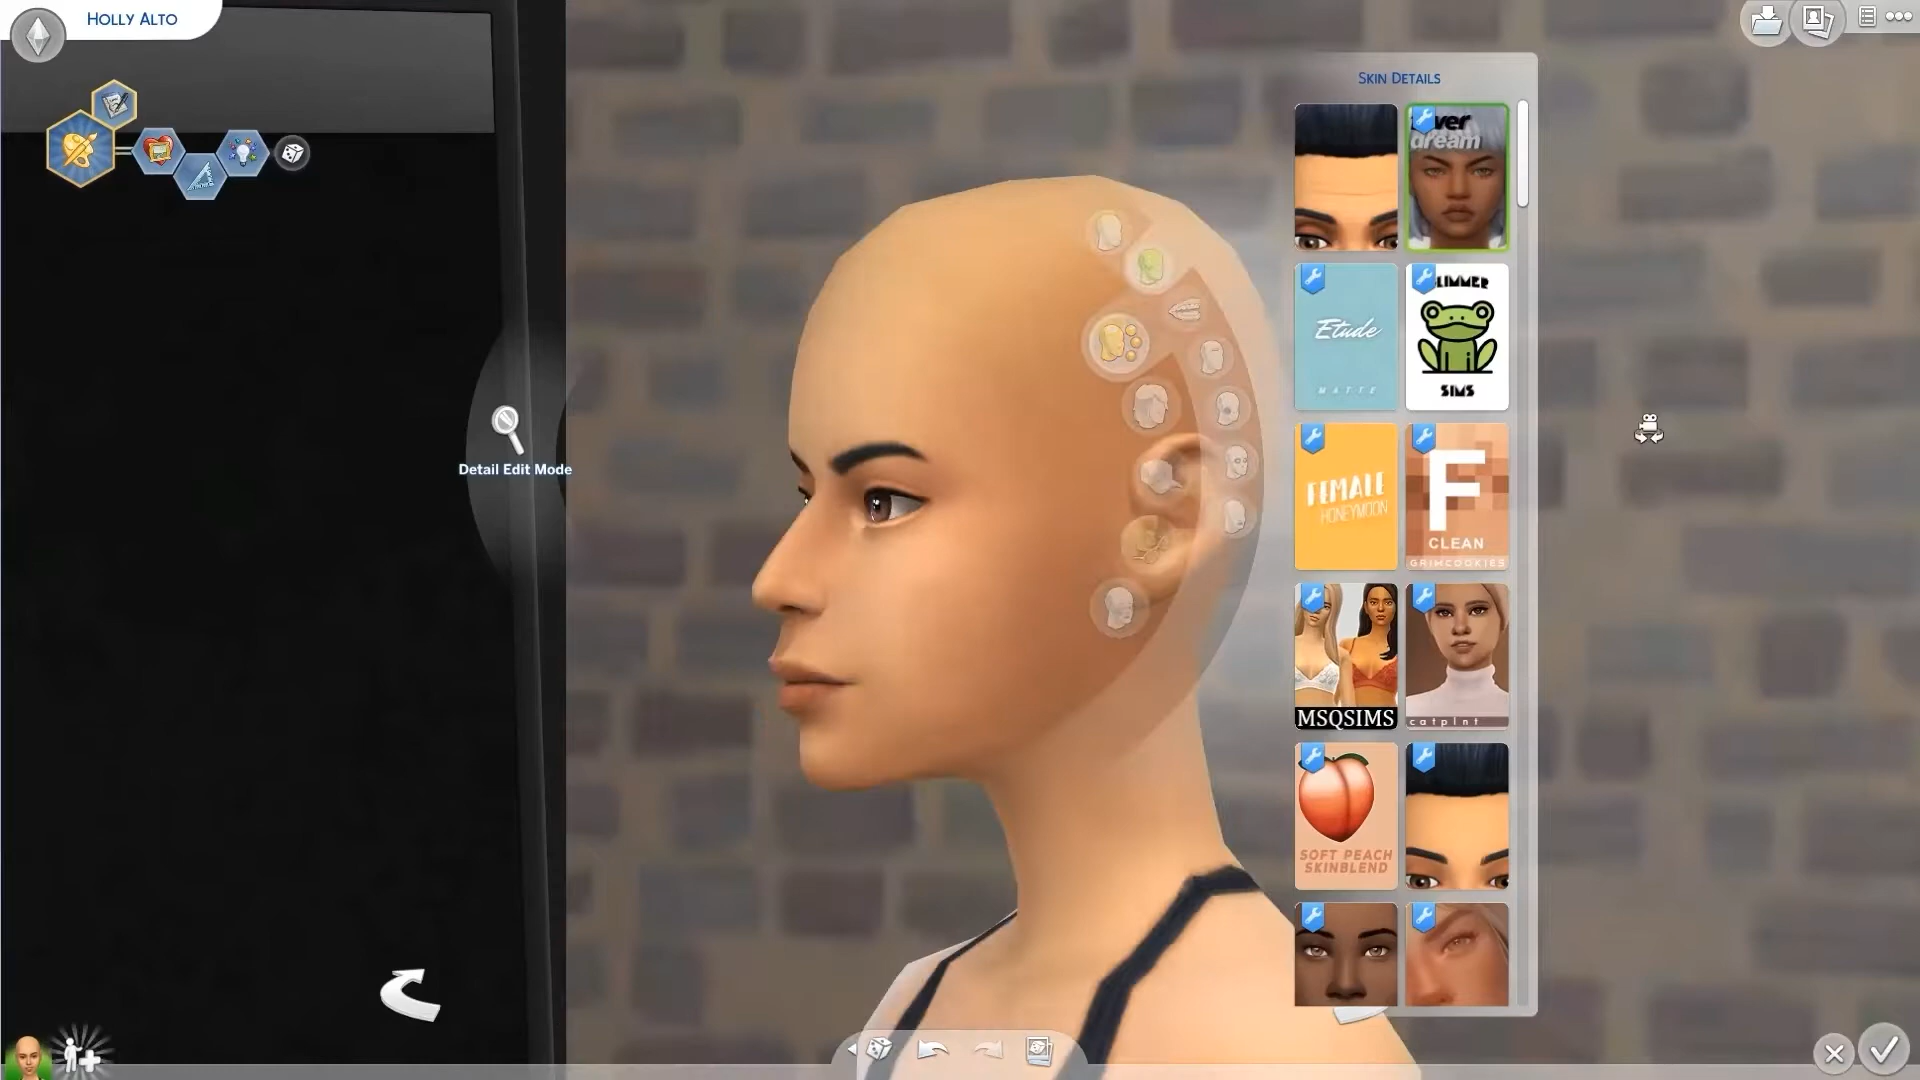 HOLLY ALTO
SKIN DETAILS
ver
dream
Etude
MATTE
LIMMER
SIMS
FEMALE
HONEYMOON
F
CLEAN
GRIMCOOKIES
MSQSIMS
catplnt
SOFT PEACH
SKINBLEND
Detail Edit Mode